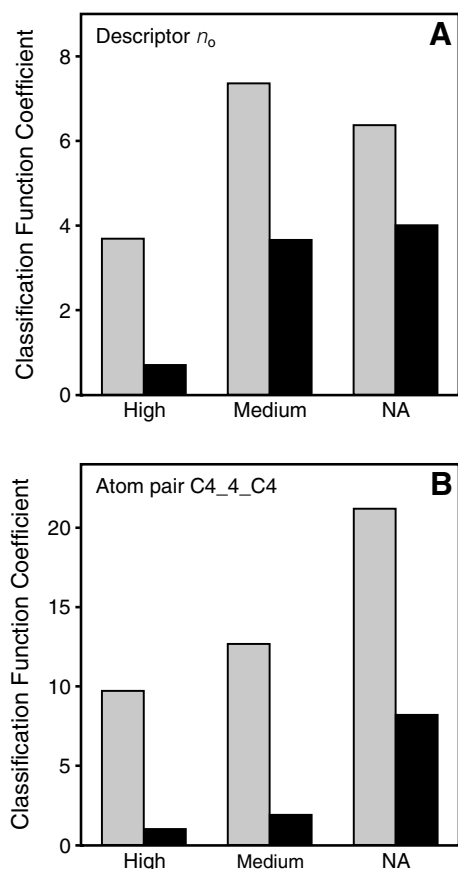 Descriptor nₒ
A
Classification Function Coefficient
8
6
4
2
0
High Medium NA
Atom pair C4_4_C4
B
Classification Function Coefficient
20
15
10
5
0
High Medium NA